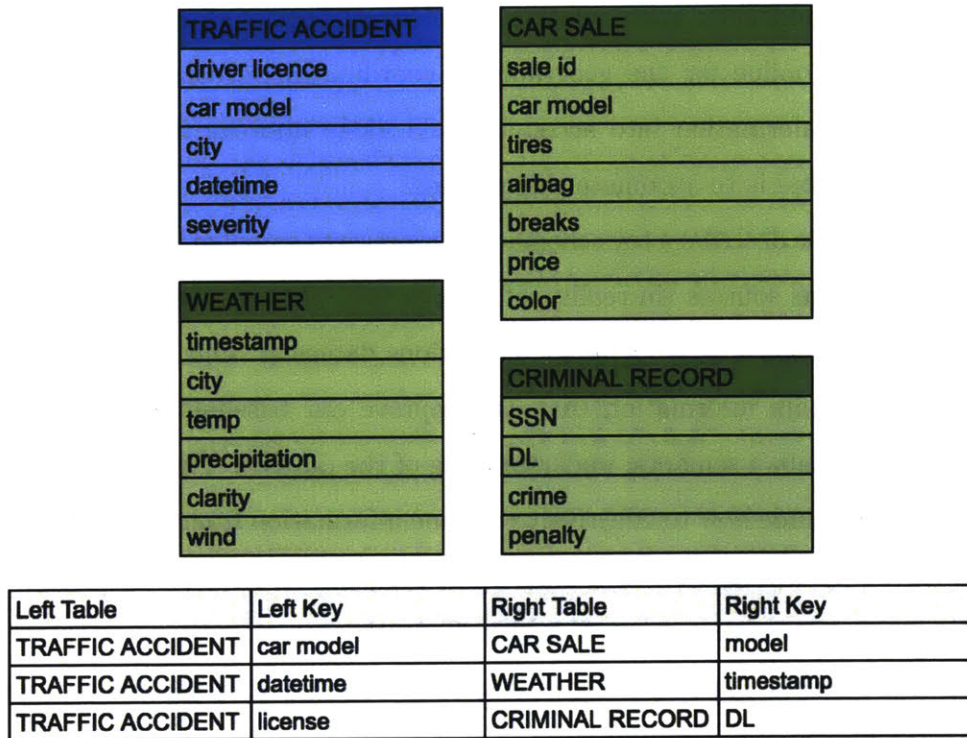 TRAFFIC ACCIDENT
driver licence
car model
city
datetime
severity
CAR SALE
sale id
car model
tires
airbag
breaks
price
color
WEATHER
timestamp
city
temp
precipitation
clarity
wind
CRIMINAL RECORD
SSN
DL
crime
penalty
Left Table Left Key Right Table Right Key
TRAFFIC ACCIDENT car model CAR SALE model
TRAFFIC ACCIDENT datetime WEATHER timestamp
TRAFFIC ACCIDENT license CRIMINAL RECORD DL